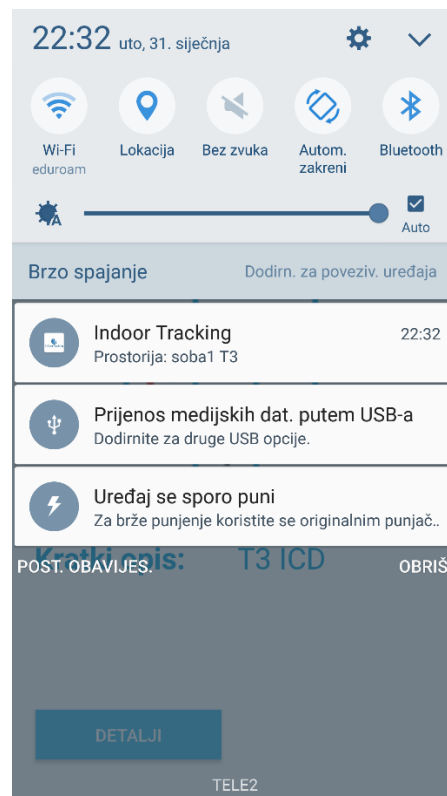 22:32 uto, 31. siječnja
Wi-Fi
eduroam
Lokacija
Bez zvuka
Autom.
zakreni
Bluetooth
A
Auto
Brzo spajanje Dodirn. za poveziv. uređaja
Indoor Tracking 22:32
Prostorija: soba1 T3
Prijenos medijskih dat. putem USB-a
Dodirnite za druge USB opcije.
Uređaj se sporo puni
Za brže punjenje koristite se originalnim punjač..
Kratki opis: T3 ICD
POST. OBAVIJES. OBRIŠ
DETALJI
TELE2